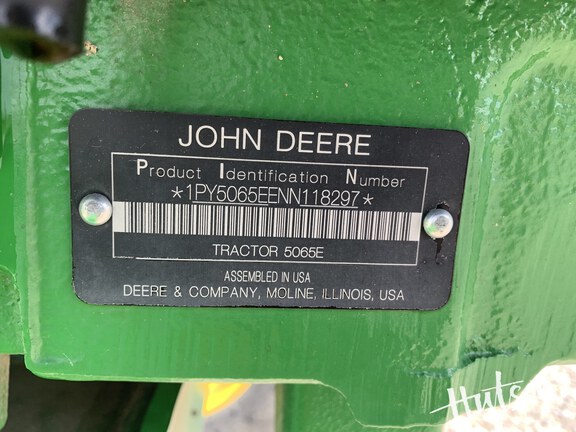 JOHN DEERE
Product Identification Number
*1PY5065EENN118297*
TRACTOR 5065E
ASSEMBLED IN USA
DEERE & COMPANY, MOLINE, ILLINOIS, USA